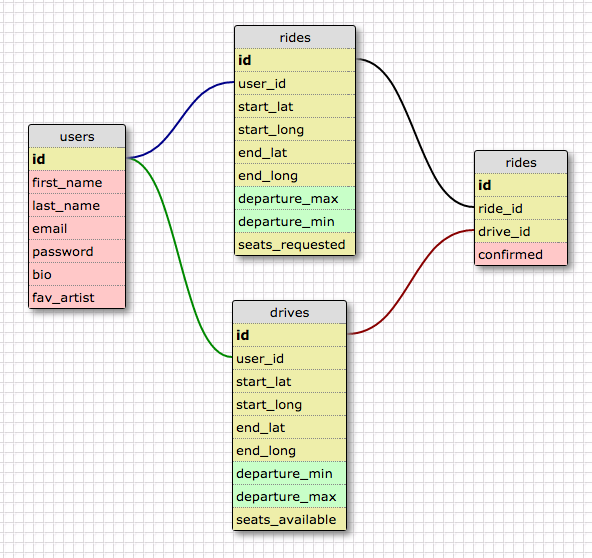 users
id
first_name
last_name
email
password
bio
fav_artist
rides
id
user_id
start_lat
start_long
end_lat
end_long
departure_max
departure_min
seats_requested
drives
id
user_id
start_lat
start_long
end_lat
end_long
departure_min
departure_max
seats_available
rides
id
ride_id
drive_id
confirmed